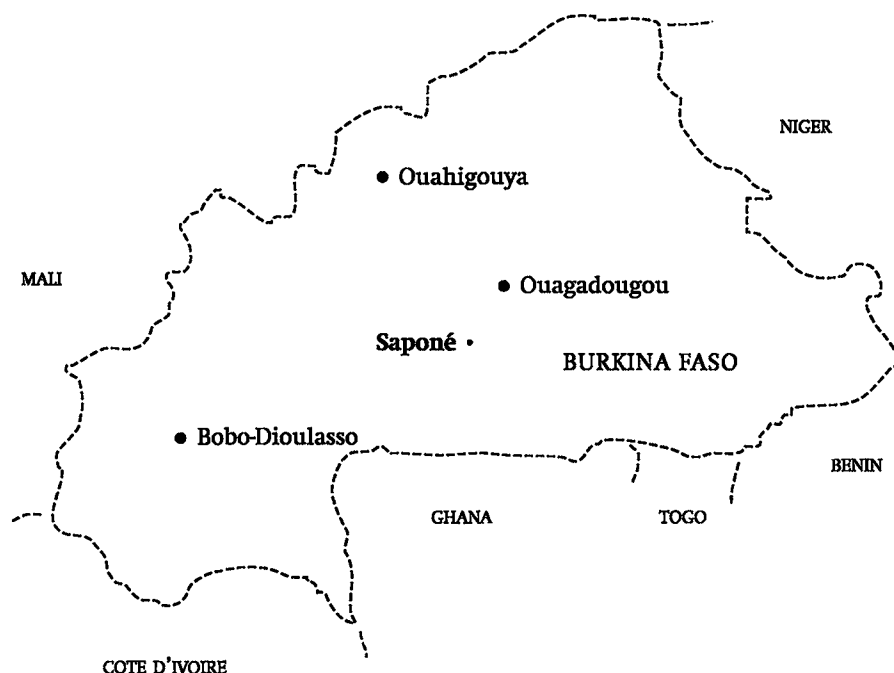 NIGER
Ouahigouya
MALI
Ouagadougou
Saponé
BURKINA FASO
Bobo-Dioulasso
BENIN
GHANA
TOGO
COTE D'IVOIRE